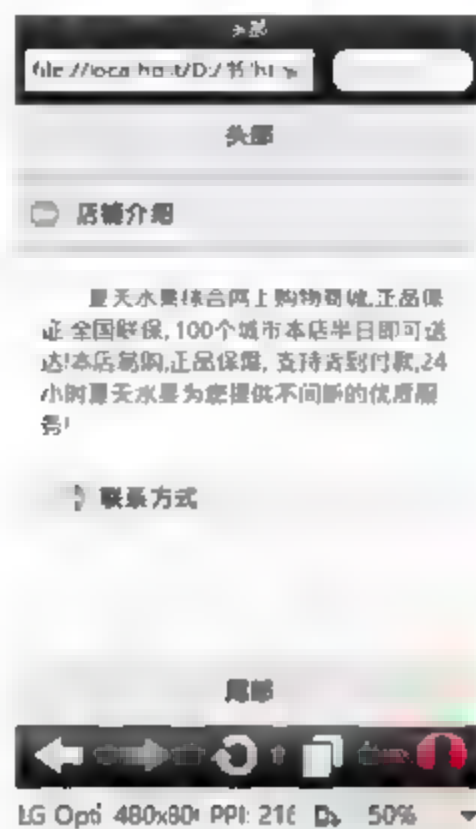 头部
头部
店铺介绍
夏天水果综合网上购物商城,正品保
证 全国联保, 100个城市本店半日即可送
达!本店易购,正品保障, 支持货到付款,24
小时夏天水果为您提供不间断的优质服
务!
联系方式
尾部
LG Opti 480x80 PPI: 216 50%